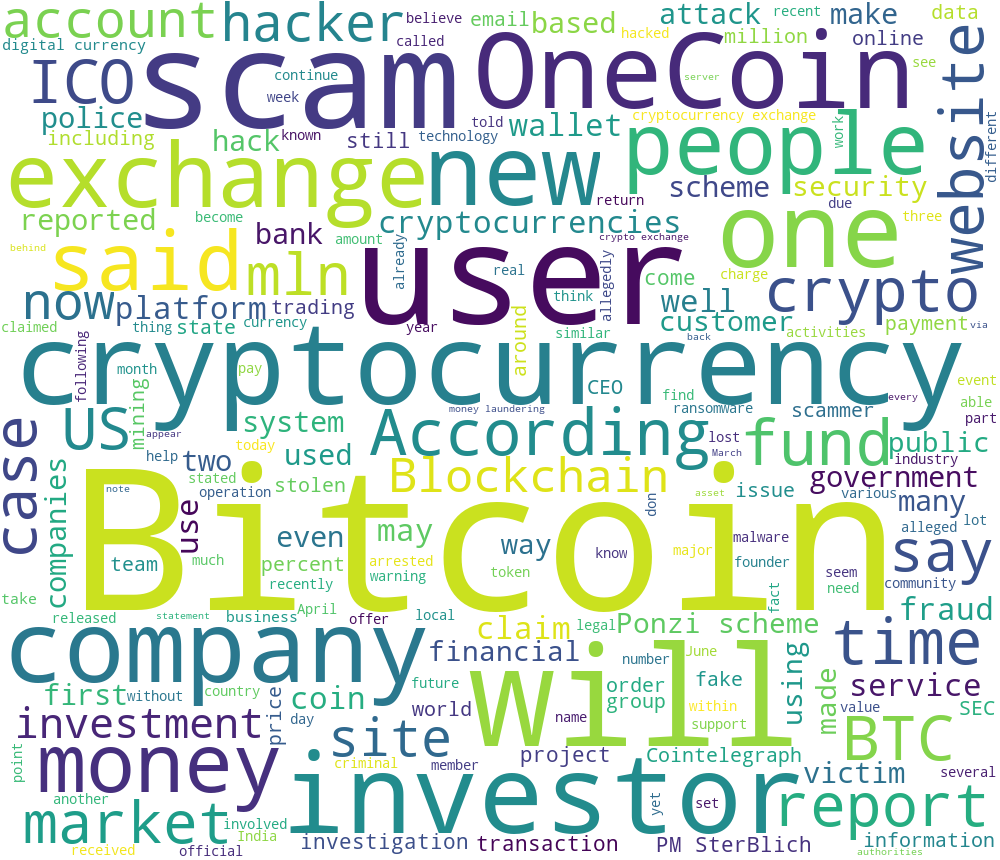 account
hacker
email
based
attack
recent
make
data
believe
called
hacked
million
online
digital currency
ICO
scam
OneCoin
see
website
continue
week
server
police
including
hack
known
still
told
technology
wallet
cryptocurrency exchange
work
people
different
exchange
new
scheme
security
return
due
reported
become
cryptocurrencies
one
three
behind
said
bank
amount
already
user
crypto exchange
real
allegedly
come
charge
mln
think
crypto
now
platform
trading
well
claimed
thing
state
currency
year
similar
back
customer
activities
payment
via
following
cryptocurrency
around
month
pay
CEO
find
event
case
US
mining
system
money laundering
ransomware
scammer
every
able
part
appear
According
lost
March
fund
public
help
today
two
used
Blockchain
industry
companies
note
stated
operation
stolen
don
asset
issue
government
various
many
use
Bitcoin
may
even
way
know
major
malware
alleged
lot
say
team
much
percent
arrested
warning
token
founder
seem
community
take
recently
fact
need
released
statement
business
April
offer
local
legal
claim
Ponzi scheme
fraud
company
will
time
financial
number
June
using
first
without
country
coin
future
order
group
fake
within
made
service
value
SEC
investment
price
day
world
name
support
BTC
site
point
money
criminal
member
project
Cointelegraph
victim
several
another
investor
yet
set
report
market
involved
India
received
official
investigation
transaction
PM SterBlich
information
authorities